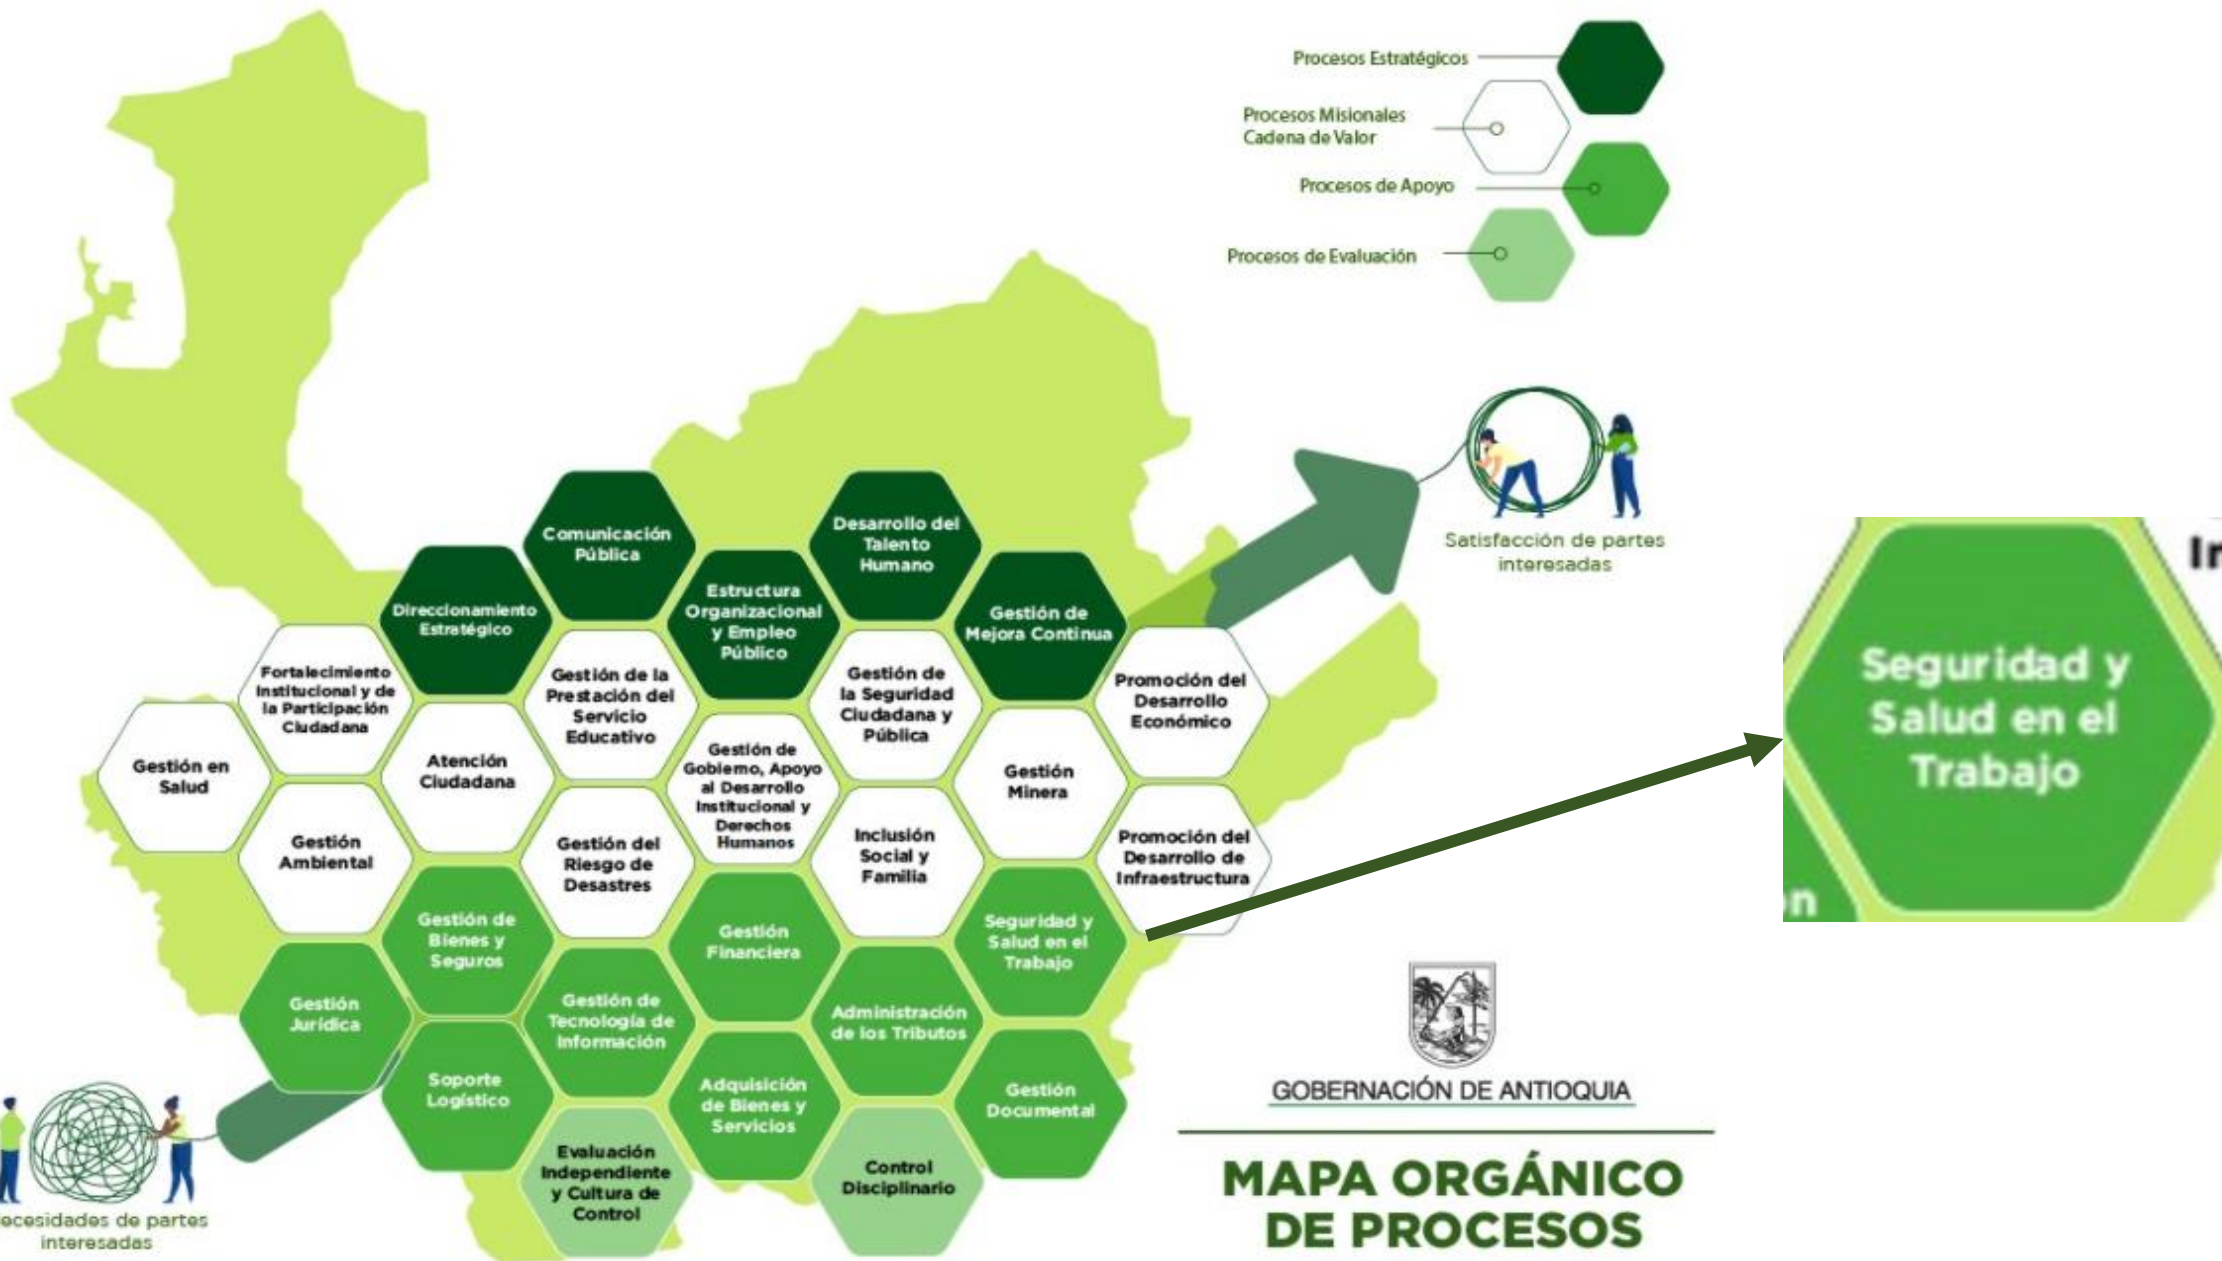 Procesos Estratégicos
Procesos Misionales
Cadena de Valor
Procesos de Apoyo
Procesos de Evaluación
Satisfacción de partes
interesadas
Comunicación
Pública
Desarrollo del
Talento
Humano
Direccionamiento
Estratégico
Estructura
Organizacional
y Empleo
Público
Gestión de
Mejora Continua
Fortalecimiento
Institucional y de
la Participación
Ciudadana
Gestión de la
Prestación del
Servicio
Educativo
Gestión de
la Seguridad
Ciudadana y
Pública
Promoción del
Desarrollo
Económico
Gestión en
Salud
Atención
Ciudadana
Gestión de
Gobierno, Apoyo
al Desarrollo
Institucional y
Derechos
Humanos
Gestión
Minera
Gestión
Ambiental
Gestión del
Riesgo de
Desastres
Inclusión
Social y
Familia
Promoción del
Desarrollo de
Infraestructura
Gestión de
Bienes y
Seguros
Gestión
Financiera
Seguridad y
Salud en el
Trabajo
Gestión
Jurídica
Gestión de
Tecnología de
Información
Administración
de los Tributos
Soporte
Logístico
Adquisición
de Bienes y
Servicios
Gestión
Documental
Evaluación
Independiente
y Cultura de
Control
Control
Disciplinario
ecesidades de partes
interesadas
In
Seguridad y
Salud en el
Trabajo
n
GOBERNACIÓN DE ANTIOQUIA
MAPA ORGÁNICO
DE PROCESOS